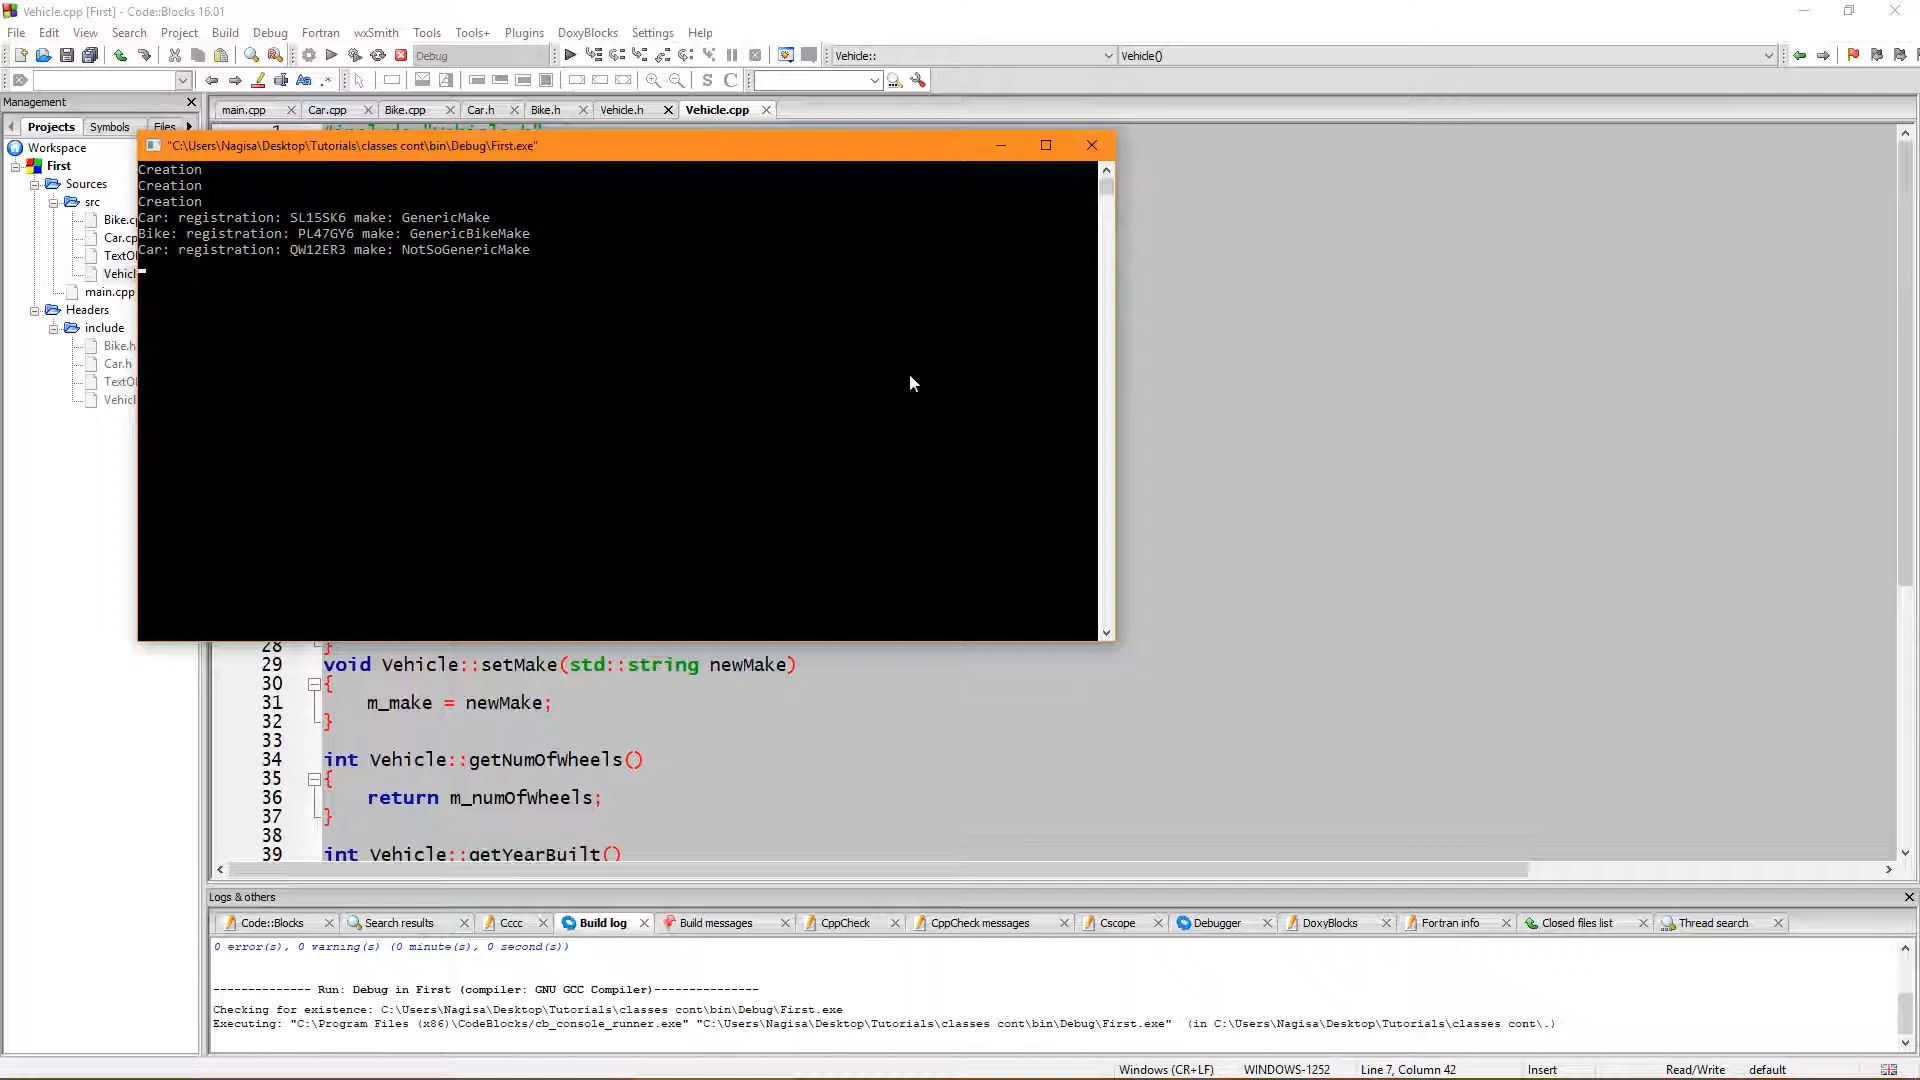 Vehicle.cpp [First] - Code::Blocks 16.01
File Edit View Search Project Build Debug Fortran wxSmith Tools Tools+ Plugins DoxyBlocks Settings Help
Debug Vehicle:: Vehicle()
Management
main.cpp Car.cpp Bike.cpp Car.h Bike.h Vehicle.h Vehicle.cpp
Projects Symbols Files
"C:\Users\Nagisa\Desktop\Tutorials\classes cont\bin\Debug\First.exe"
Workspace
First
Sources
src
Bike.c
Car.cp
TextO
Vehicl
main.cpp
Headers
include
Bike.h
Car.h
TextO
Vehicl
Creation
Creation
Creation
Car: registration: SL15SK6 make: GenericMake
Bike: registration: PL47GY6 make: GenericBikeMake
Car: registration: QW12ER3 make: NotSoGenericMake
28 }
29 void Vehicle::setMake(std::string newMake)
30 {
31 m_make = newMake;
32 }
33
34 int Vehicle::getNumOfWheels()
35 {
36 return m_numOfWheels;
37 }
38
39 int Vehicle::getYearBuilt()
Logs & others
Code::Blocks Search results Cccc Build log Build messages CppCheck CppCheck messages Cscope Debugger DoxyBlocks Fortran info Closed files list Thread search
0 error(s), 0 warning(s) (0 minute(s), 0 second(s))
-------------- Run: Debug in First (compiler: GNU GCC Compiler)---------------
Checking for existence: C:\Users\Nagisa\Desktop\Tutorials\classes cont\bin\Debug\First.exe
Executing: "C:\Program Files (x86)\CodeBlocks/cb_console_runner.exe" "C:\Users\Nagisa\Desktop\Tutorials\classes cont\bin\Debug\First.exe" (in C:\Users\Nagisa\Desktop\Tutorials\classes cont\.)
Windows (CR+LF) WINDOWS-1252 Line 7, Column 42 Insert Read/Write default